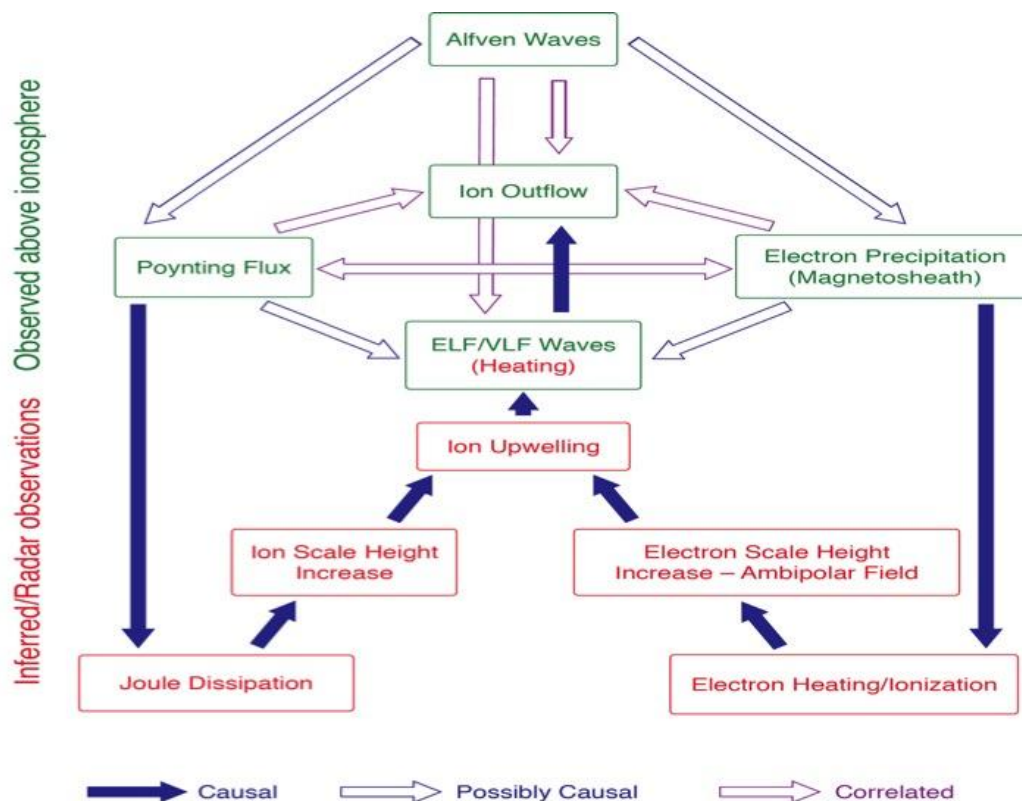 Alfven Waves
Observed above ionosphere
Ion Outflow
Poynting Flux
Electron Precipitation
(Magnetosheath)
ELF/VLF Waves
(Heating)
Inferred/Radar observations
Ion Upwelling
Ion Scale Height
Increase
Electron Scale Height
Increase – Ambipolar Field
Joule Dissipation
Electron Heating/Ionization
Causal
Possibly Causal
Correlated